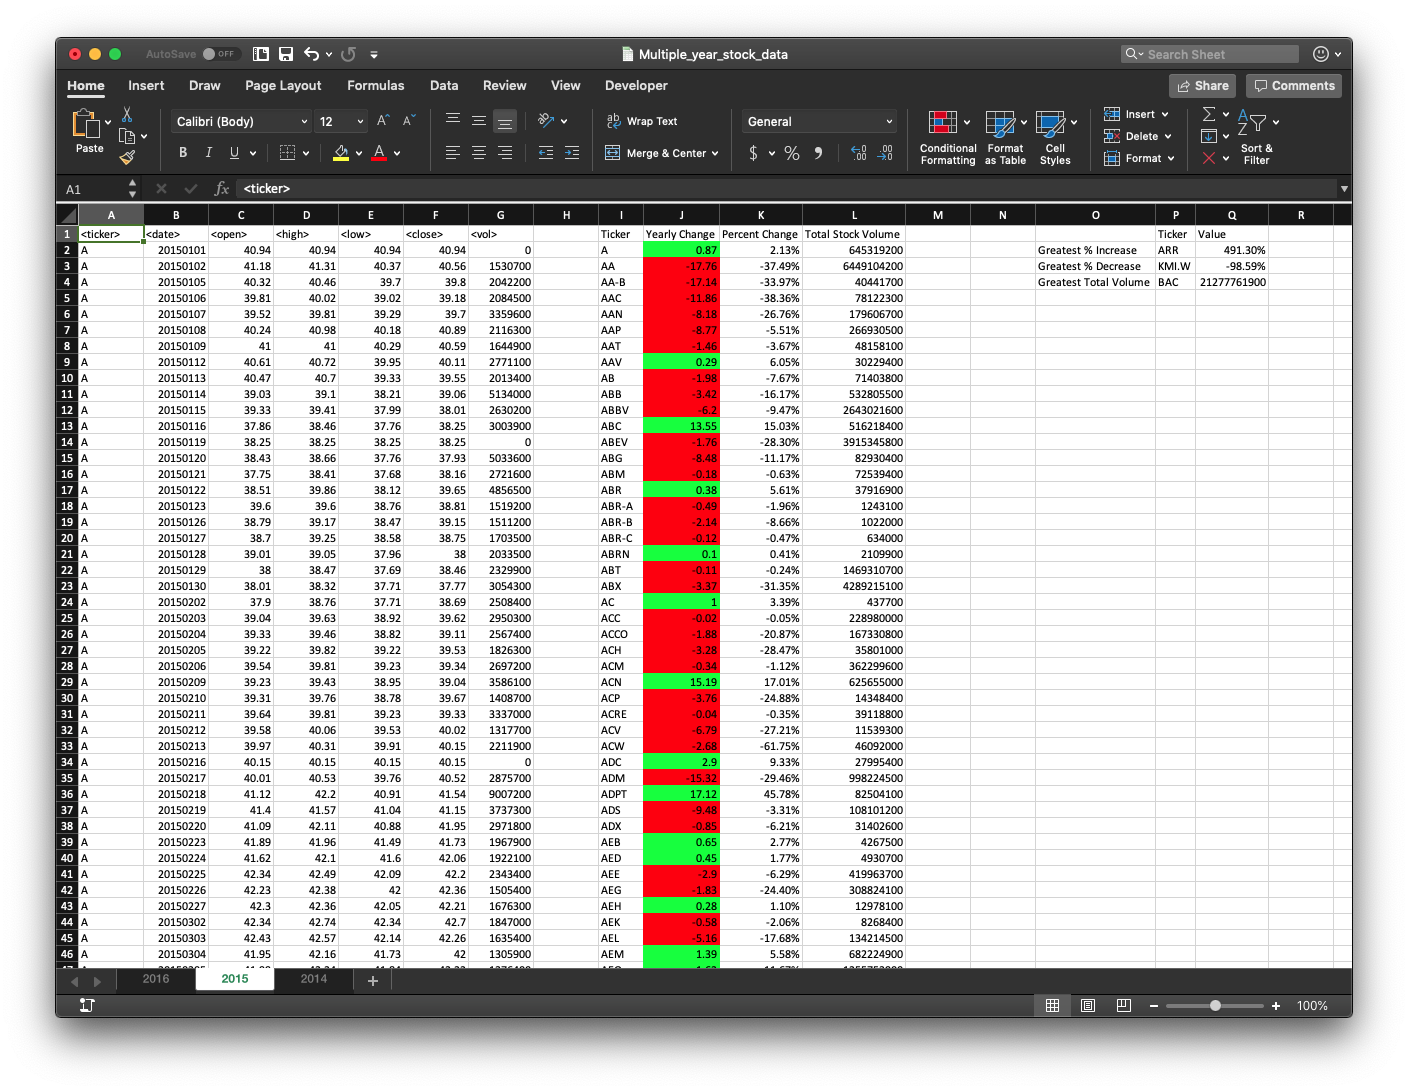 AutoSave OFF Multiple_year_stock_data Search Sheet
Home Insert Draw Page Layout Formulas Data Review View Developer Share Comments
Paste Calibri (Body) 12 A A Wrap Text General Insert
B I U A Merge & Center $ % Conditional Formatting Format as Table Cell Styles Delete Format Sort & Filter
A1 fx <ticker>
A B C D E F G H I J K L M N O P Q R
1 <ticker> <date> <open> <high> <low> <close> <vol> Ticker Yearly Change Percent Change Total Stock Volume Ticker Value
2 A 20150101 40.94 40.94 40.94 40.94 0 A 0.87 2.13% 645319200 Greatest % Increase ARR 491.30%
3 A 20150102 41.18 41.31 40.37 40.56 1530700 AA -17.76 -37.49% 6449104200 Greatest % Decrease KMI.W -98.59%
4 A 20150105 40.32 40.46 39.7 39.8 2042200 AA-B -17.14 -33.97% 40441700 Greatest Total Volume BAC 21277761900
5 A 20150106 39.81 40.02 39.02 39.18 2084500 AAC -11.86 -38.36% 78122300
6 A 20150107 39.52 39.81 39.29 39.7 3359600 AAN -8.18 -26.76% 179606700
7 A 20150108 40.24 40.98 40.18 40.89 2116300 AAP -8.77 -5.51% 266930500
8 A 20150109 41 41 40.29 40.59 1644900 AAT -1.46 -3.67% 48158100
9 A 20150112 40.61 40.72 39.95 40.11 2771100 AAV 0.29 6.05% 30229400
10 A 20150113 40.47 40.7 39.33 39.55 2013400 AB -1.98 -7.67% 71403800
11 A 20150114 39.03 39.1 38.21 39.06 5134000 ABB -3.42 -16.17% 532805500
12 A 20150115 39.33 39.41 37.99 38.01 2630200 ABBV -6.2 -9.47% 2643021600
13 A 20150116 37.86 38.46 37.76 38.25 3003900 ABC 13.55 15.03% 516218400
14 A 20150119 38.25 38.25 38.25 38.25 0 ABEV -1.76 -28.30% 3915345800
15 A 20150120 38.43 38.66 37.76 37.93 5033600 ABG -8.48 -11.17% 82930400
16 A 20150121 37.75 38.41 37.68 38.16 2721600 ABM -0.18 -0.63% 72539400
17 A 20150122 38.51 39.86 38.12 39.65 4856500 ABR 0.38 5.61% 37916900
18 A 20150123 39.6 39.6 38.76 38.81 1519200 ABR-A -0.49 -1.96% 1243100
19 A 20150126 38.79 39.17 38.47 39.15 1511200 ABR-B -2.14 -8.66% 1022000
20 A 20150127 38.7 39.25 38.58 38.75 1703500 ABR-C -0.12 -0.47% 634000
21 A 20150128 39.01 39.05 37.96 38 2033500 ABRN 0.1 0.41% 2109900
22 A 20150129 38 38.47 37.69 38.46 2329900 ABT -0.11 -0.24% 1469310700
23 A 20150130 38.01 38.32 37.71 37.77 3054300 ABX -3.37 -31.35% 4289215100
24 A 20150202 37.9 38.76 37.71 38.69 2508400 AC 1 3.39% 437700
25 A 20150203 39.04 39.63 38.92 39.62 2950300 ACC -0.02 -0.05% 228980000
26 A 20150204 39.33 39.46 38.82 39.11 2567400 ACCO -1.88 -20.87% 167330800
27 A 20150205 39.22 39.82 39.22 39.53 1826300 ACH -3.28 -28.47% 35801000
28 A 20150206 39.54 39.81 39.23 39.34 2697200 ACM -0.34 -1.12% 362299600
29 A 20150209 39.23 39.43 38.95 39.04 3586100 ACN 15.19 17.01% 625655000
30 A 20150210 39.31 39.76 38.78 39.67 1408700 ACP -3.76 -24.88% 14348400
31 A 20150211 39.64 39.81 39.23 39.33 3337000 ACRE -0.04 -0.35% 39118800
32 A 20150212 39.58 40.06 39.53 40.02 1317700 ACV -6.79 -27.21% 11539300
33 A 20150213 39.97 40.31 39.91 40.15 2211900 ACW -2.68 -61.75% 46092000
34 A 20150216 40.15 40.15 40.15 40.15 0 ADC 2.9 9.33% 27995400
35 A 20150217 40.01 40.53 39.76 40.52 2875700 ADM -15.32 -29.46% 998224500
36 A 20150218 41.12 42.2 40.91 41.54 9007200 ADPT 17.12 45.78% 82504100
37 A 20150219 41.4 41.57 41.04 41.15 3737300 ADS -9.48 -3.31% 108101200
38 A 20150220 41.09 42.11 40.88 41.95 2971800 ADX -0.85 -6.21% 31402600
39 A 20150223 41.89 41.96 41.49 41.73 1967900 AEB 0.65 2.77% 4267500
40 A 20150224 41.62 42.1 41.6 42.06 1922100 AED 0.45 1.77% 4930700
41 A 20150225 42.34 42.49 42.09 42.2 2343400 AEE -2.9 -6.29% 419963700
42 A 20150226 42.23 42.38 42 42.36 1505400 AEG -1.83 -24.40% 308824100
43 A 20150227 42.3 42.36 42.05 42.21 1676300 AEH 0.28 1.10% 12978100
44 A 20150302 42.34 42.74 42.34 42.7 1847000 AEK -0.58 -2.06% 8268400
45 A 20150303 42.43 42.57 42.14 42.26 1635400 AEL -5.16 -17.68% 134214500
46 A 20150304 41.95 42.16 41.73 42 1305900 AEM 1.39 5.58% 682224900
2016 2015 2014 +
100%